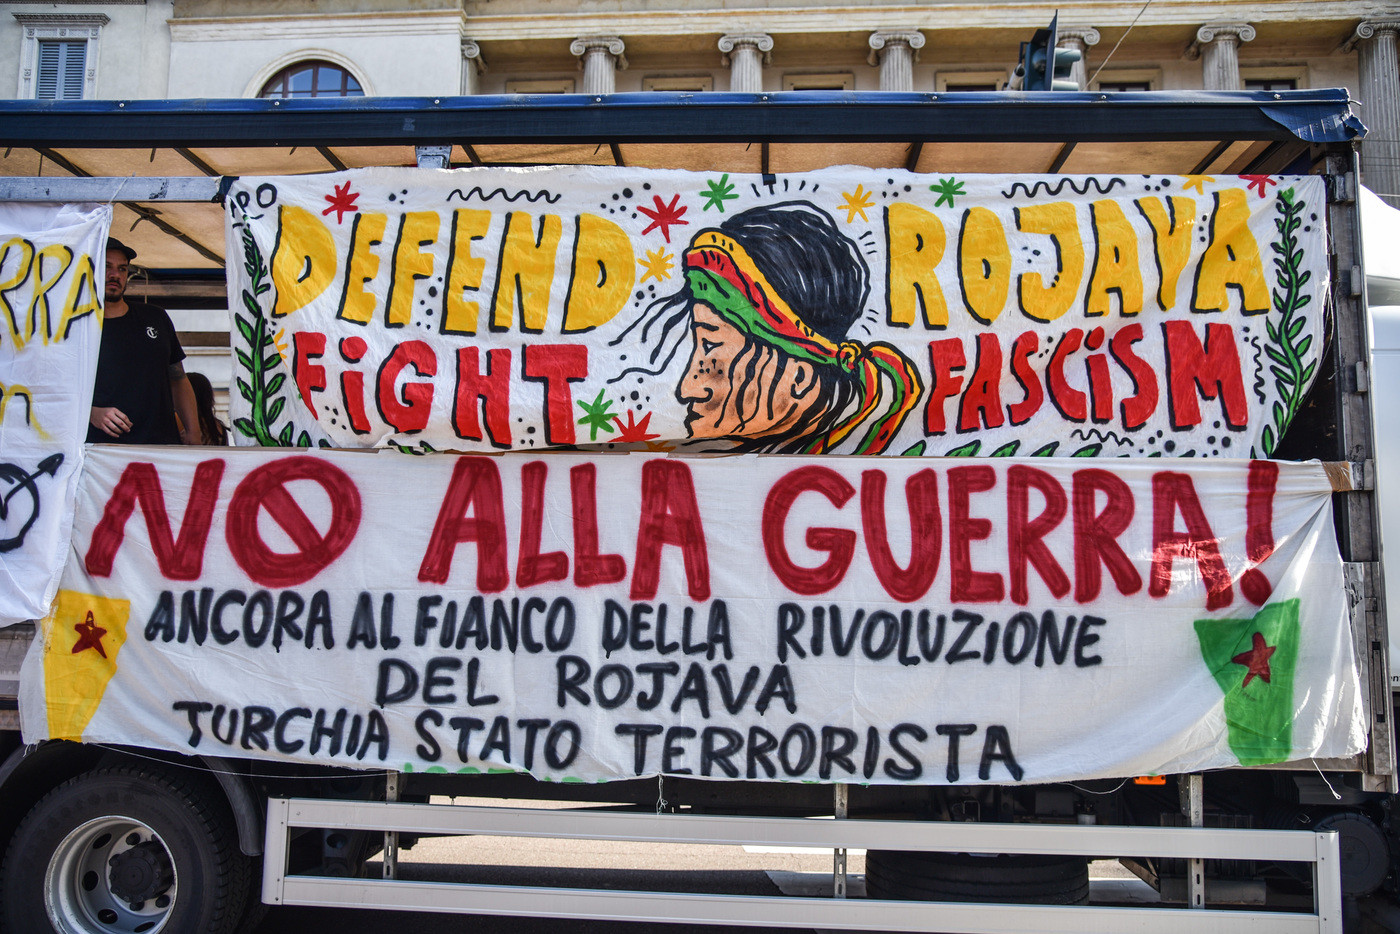 DEFEND ROJAVA
FiGHT FASCiSM
NO ALLA GUERRA!
ANCORA AL FIANCO DELLA RIVOLUZIONE
DEL ROJAVA
TURCHIA STATO TERRORISTA